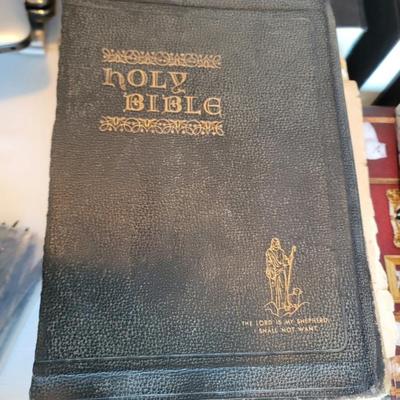 HOLY
BIBLE
THE LORD IS MY SHEPHERD
I SHALL NOT WANT